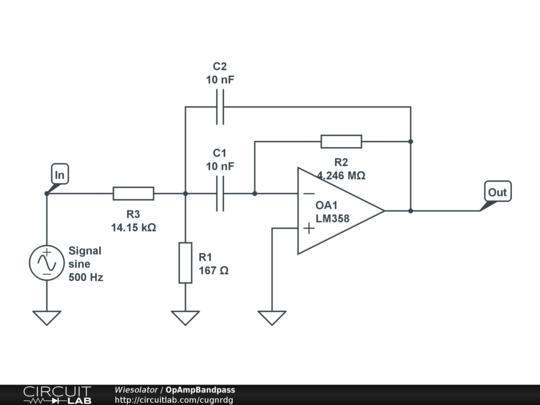 C2
10 nF
C1
10 nF
In
R2
4.246 MΩ
Out
OA1
LM358
R3
14.15 kΩ
R1
167 Ω
Signal
sine
500 Hz
CIRCUIT
LAB
Wiesolator / OpAmpBandpass
http://circuitlab.com/cugnrdg